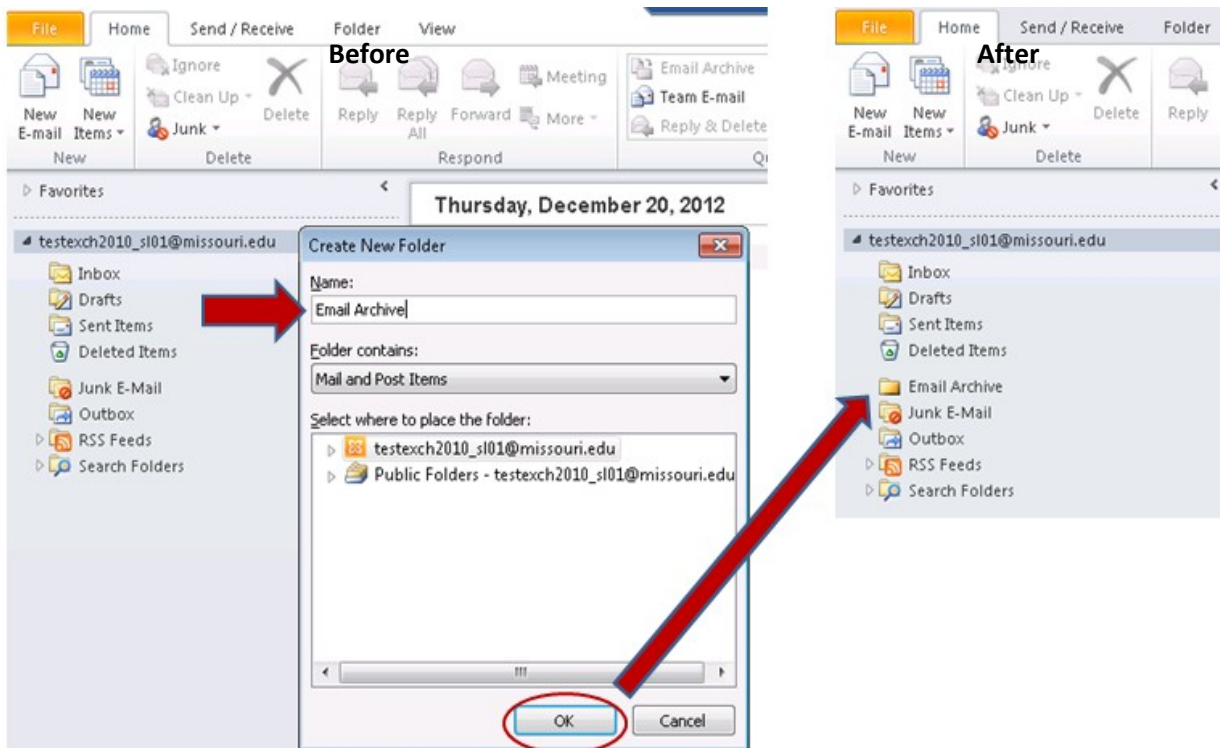 File Home Send / Receive Folder View
Before
Ignore
Clean Up
Junk
New E-mail
New Items
Delete
Reply
Reply All
Forward
Meeting
More
Email Archive
Team E-mail
Reply & Delete
New Delete Respond
Favorites
Thursday, December 20, 2012
testexch2010_sl01@missouri.edu
Inbox
Drafts
Sent Items
Deleted Items
Junk E-Mail
Outbox
RSS Feeds
Search Folders
Create New Folder
Name:
Email Archive
Folder contains:
Mail and Post Items
Select where to place the folder:
testexch2010_sl01@missouri.edu
Public Folders - testexch2010_sl01@missouri.edu
OK Cancel
File Home Send / Receive Folder
After
Ignore
Clean Up
Junk
New E-mail
New Items
Delete
Reply
New Delete
Favorites
testexch2010_sl01@missouri.edu
Inbox
Drafts
Sent Items
Deleted Items
Email Archive
Junk E-Mail
Outbox
RSS Feeds
Search Folders